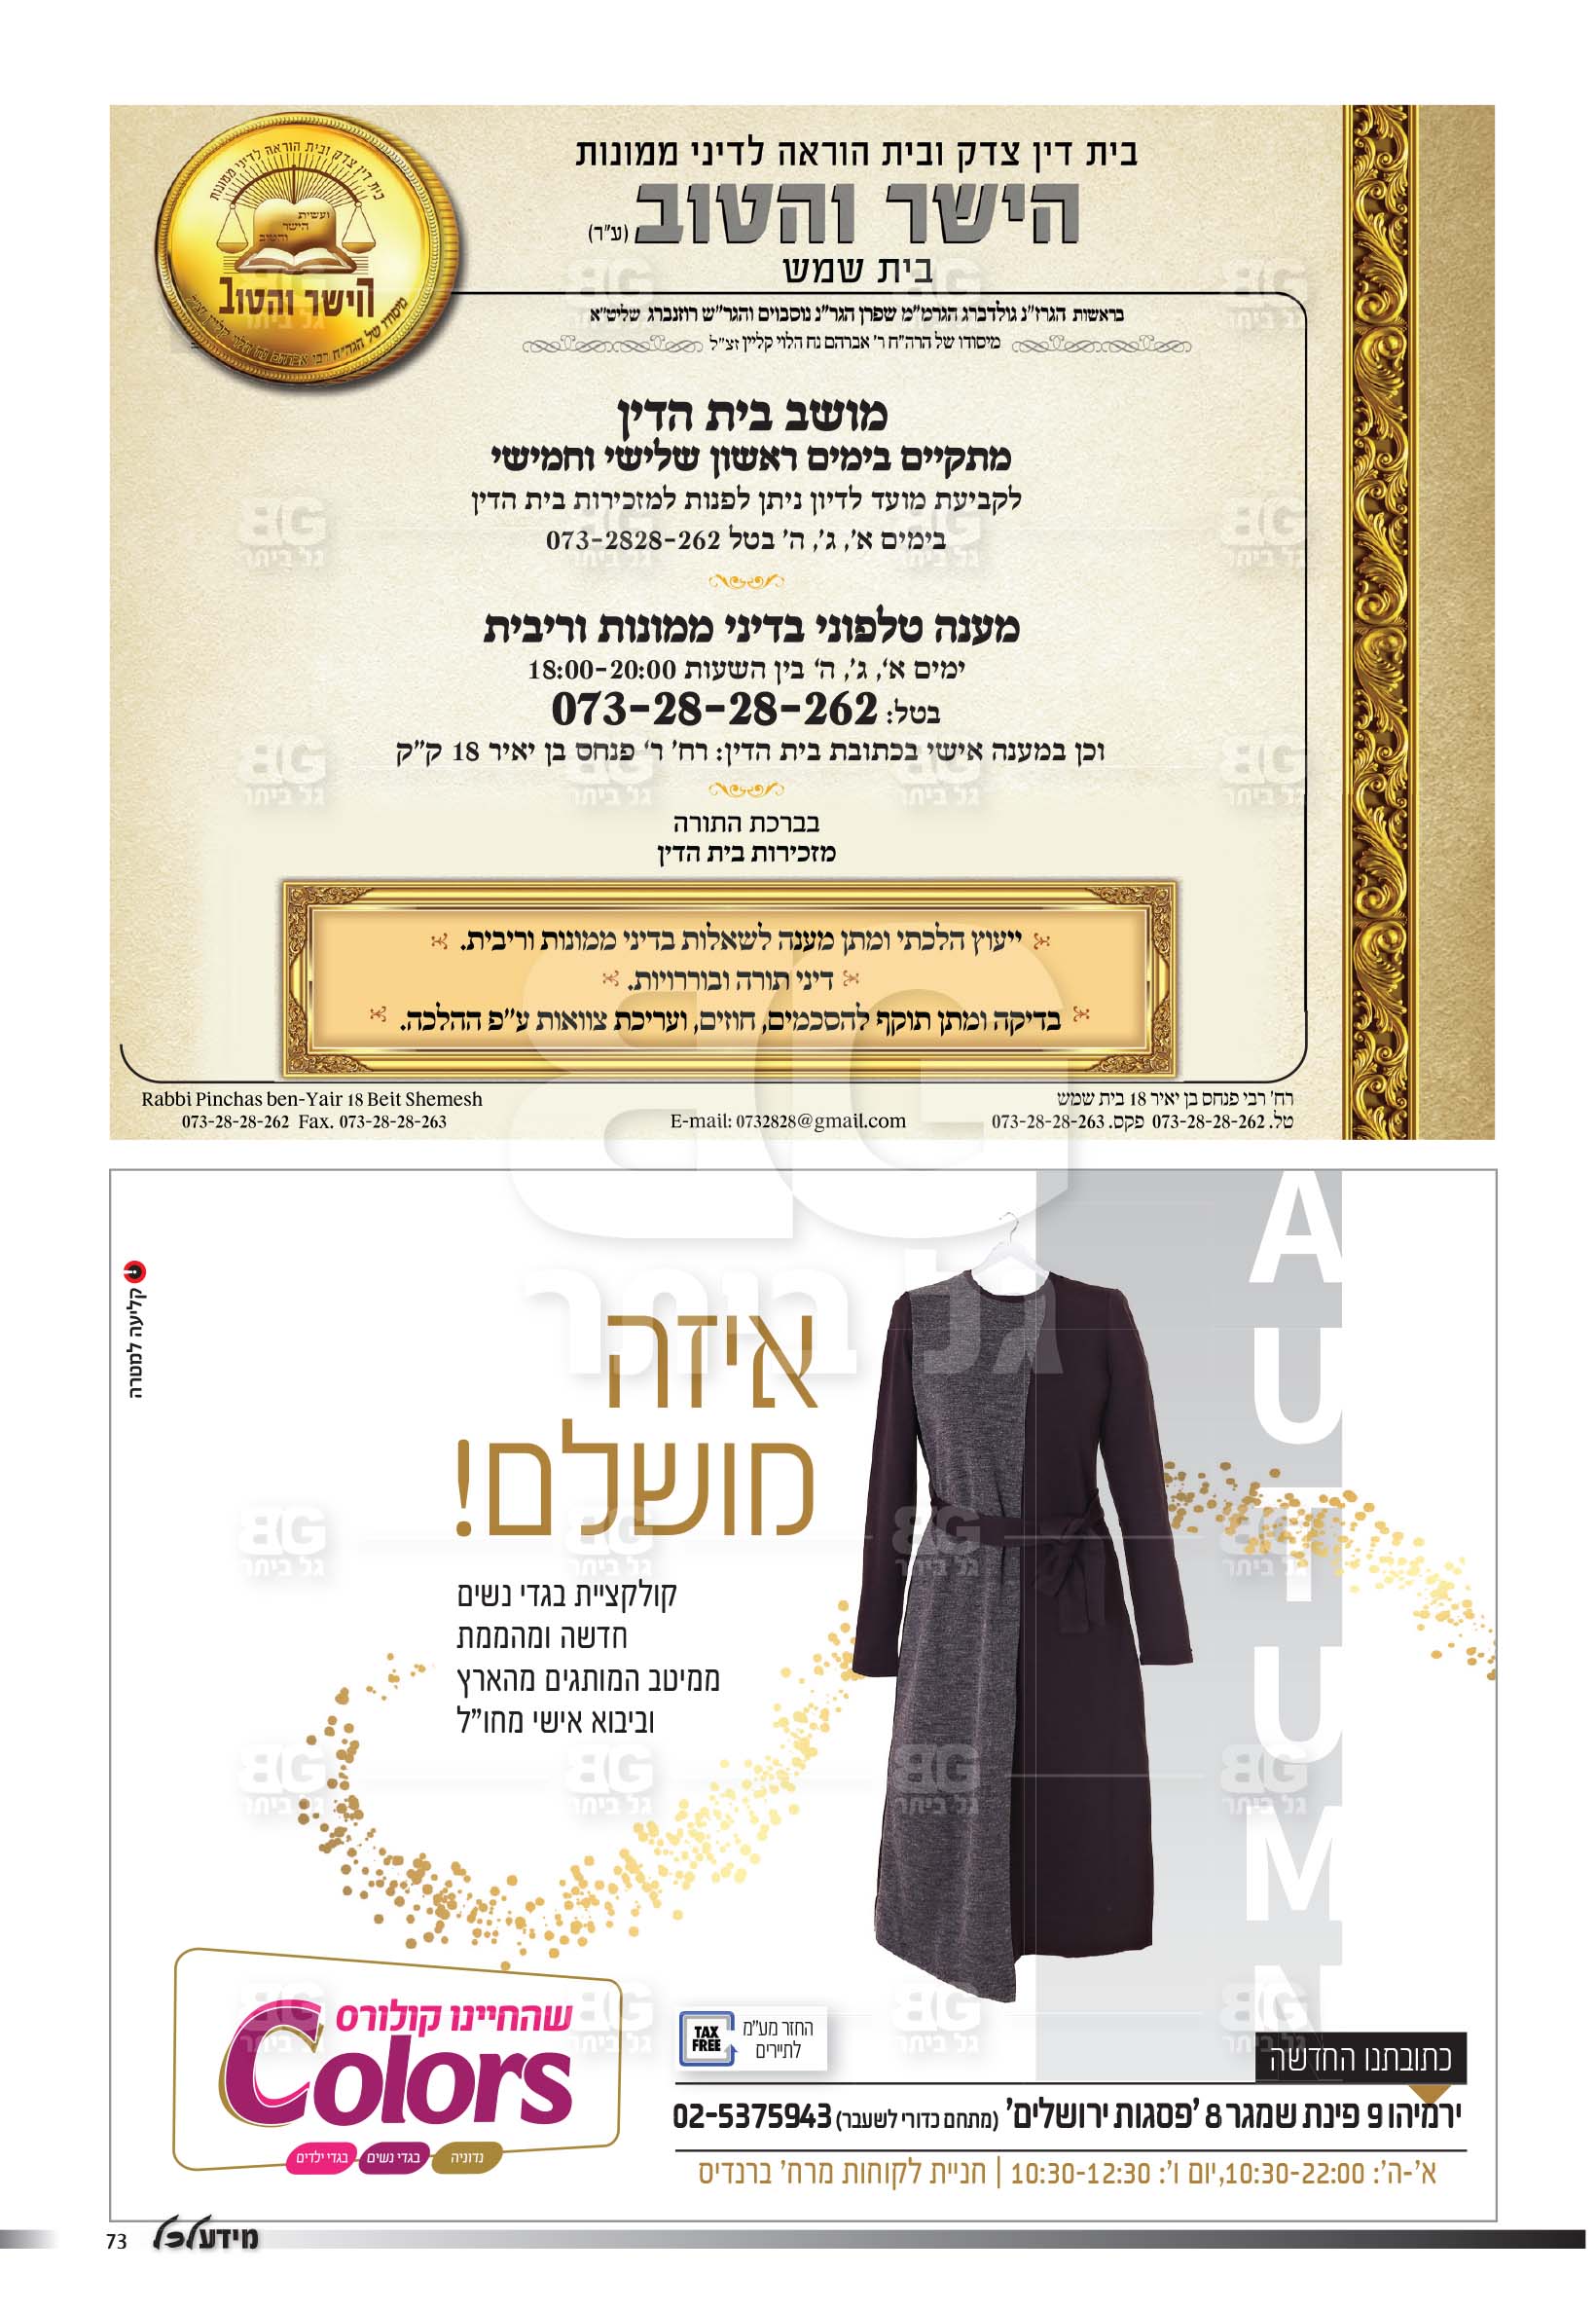 בית דין צדק ובית הוראה לדיני ממונות
הישר והטוב (ע"ר)
בית שמש
בראשות הגרז"נ גולדברג הגרמ"מ שפרן הגר"נ נוסבוים והגר"ש רוזנברג שליט"א
מיסודו של הרה"ח ר' אברהם נח הלוי קליין זצ"ל
בית דין צדק ובית הוראה לדיני ממונות
ועשית
הישר
והטוב
הישר והטוב
מיסודו של הגה"ח רבי אברהם נח הלוי קליין זצ"ל
מושב בית הדין
מתקיים בימים ראשון שלישי וחמישי
לקביעת מועד לדיון ניתן לפנות למזכירות בית הדין
בימים א', ג', ה' בטל 073-2828-262
מענה טלפוני בדיני ממונות וריבית
ימים א', ג', ה' בין השעות 18:00-20:00
בטל: 073-28-28-262
וכן במענה אישי בכתובת בית הדין: רח' ר' פנחס בן יאיר 18 ק"ק
בברכת התורה
מזכירות בית הדין
ייעוץ הלכתי ומתן מענה לשאלות בדיני ממונות וריבית.
דיני תורה ובוררויות.
בדיקה ומתן תוקף להסכמים, חוזים, ועריכת צוואות ע"פ ההלכה.
רח' רבי פנחס בן יאיר 18 בית שמש
טל. 073-28-28-262 פקס. 073-28-28-263
E-mail: 0732828@gmail.com
Rabbi Pinchas ben-Yair 18 Beit Shemesh
073-28-28-262 Fax. 073-28-28-263
BG
גל ביתר
AUTUMN
קליעה למטרה
איזה
מושלם!
קולקציית בגדי נשים
חדשה ומהממת
ממיטב המותגים מהארץ
וביבוא אישי מחו"ל
שהחיינו קולורס
Colors
נדוניה
בגדי נשים
בגדי ילדים
TAX
FREE
החזר מע"מ
לתיירים
כתובתנו החדשה
ירמיהו 9 פינת שמגר 8 'פסגות ירושלים' (מתחם כדורי לשעבר) 02-5375943
א'-ה': 10:30-22:00, יום ו': 10:30-12:30 | חניית לקוחות מרח' ברנדיס
מידע לכל
73